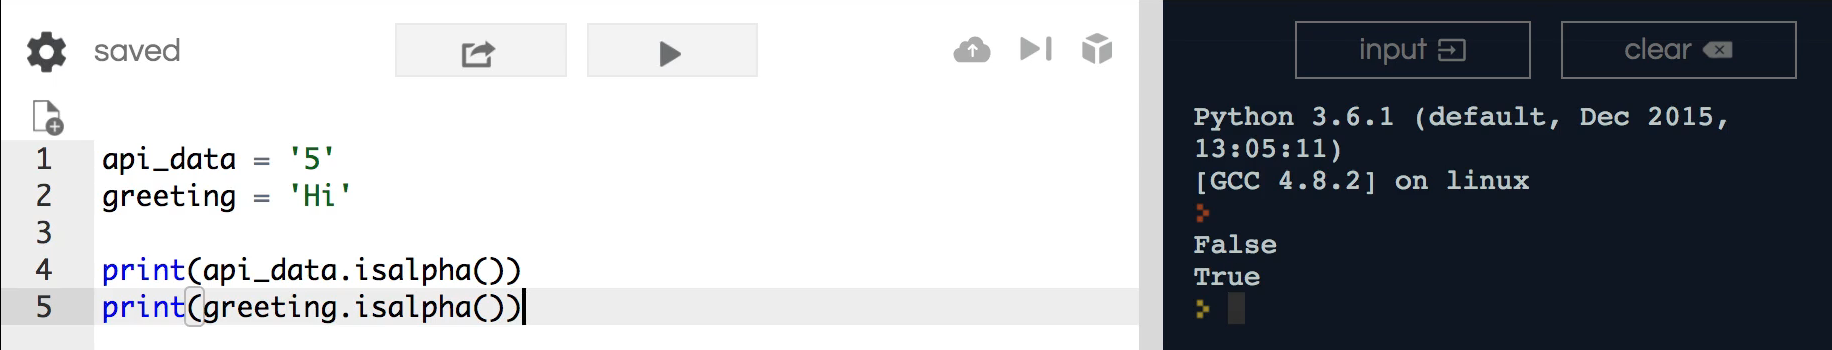 saved
1 api_data = '5'
2 greeting = 'Hi'
3
4 print(api_data.isalpha())
5 print(greeting.isalpha())
input
clear
Python 3.6.1 (default, Dec 2015,
13:05:11)
[GCC 4.8.2] on linux
False
True